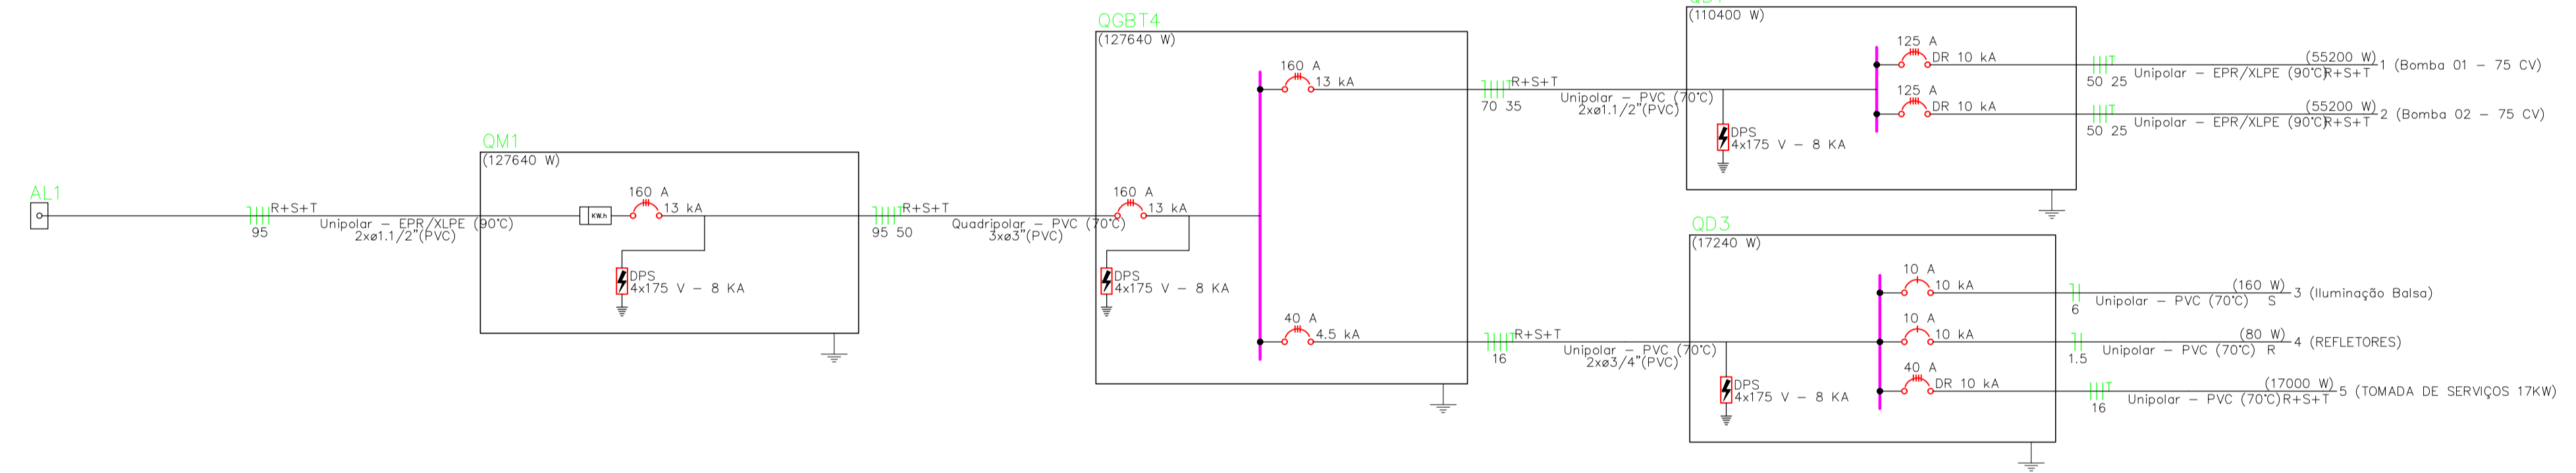 AL1
R+S+T
95
Unipolar – EPR/XLPE (90°C)
2xø1.1/2"(PVC)
QM1
(127640 W)
KW.h
160 A
13 kA
DPS
4x175 V – 8 KA
R+S+T
95 50
Quadripolar – PVC (70°C)
3xø3"(PVC)
QGBT4
(127640 W)
160 A
13 kA
DPS
4x175 V – 8 KA
160 A
13 kA
40 A
4.5 kA
R+S+T
70 35
Unipolar – PVC (70°C)
2xø1.1/2"(PVC)
R+S+T
16
Unipolar – PVC (70°C)
2xø3/4"(PVC)
(110400 W)
DPS
4x175 V – 8 KA
125 A
DR 10 kA
50 25
Unipolar – EPR/XLPE (90°C)
R+S+T
(55200 W)
1 (Bomba 01 – 75 CV)
125 A
DR 10 kA
50 25
Unipolar – EPR/XLPE (90°C)
R+S+T
(55200 W)
2 (Bomba 02 – 75 CV)
QD3
(17240 W)
DPS
4x175 V – 8 KA
10 A
10 kA
6
Unipolar – PVC (70°C) S
(160 W)
3 (Iluminação Balsa)
10 A
10 kA
1.5
Unipolar – PVC (70°C) R
(80 W)
4 (REFLETORES)
40 A
DR 10 kA
16
Unipolar – PVC (70°C) R+S+T
(17000 W)
5 (TOMADA DE SERVIÇOS 17KW)